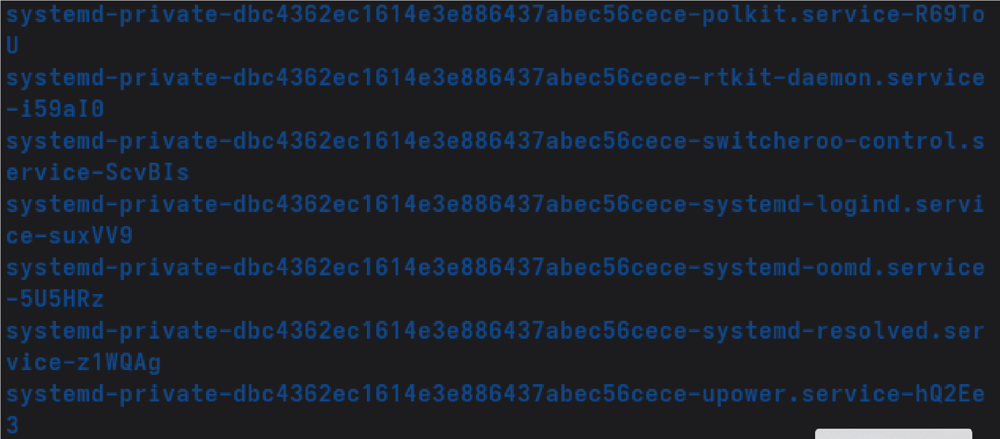 systemd-private-dbc4362ec1614e3e886437abec56cece-polkit.service-R69To
U
systemd-private-dbc4362ec1614e3e886437abec56cece-rtkit-daemon.service
-i59aI0
systemd-private-dbc4362ec1614e3e886437abec56cece-switcheroo-control.s
ervice-ScvBIs
systemd-private-dbc4362ec1614e3e886437abec56cece-systemd-logind.servi
ce-suxVV9
systemd-private-dbc4362ec1614e3e886437abec56cece-systemd-oomd.service
-5U5HRz
systemd-private-dbc4362ec1614e3e886437abec56cece-systemd-resolved.ser
vice-z1WQAg
systemd-private-dbc4362ec1614e3e886437abec56cece-upower.service-hQ2Ee
3